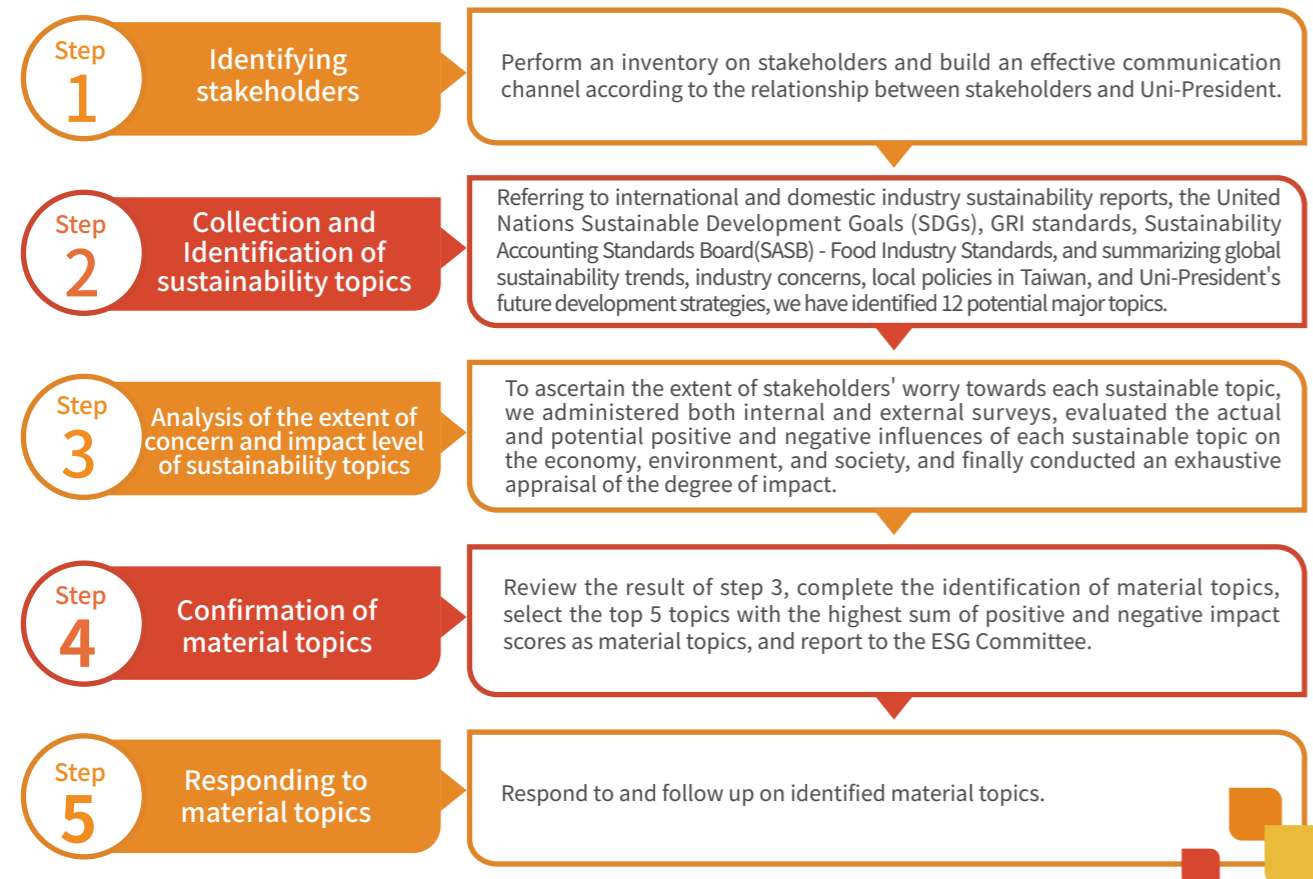 Step
1
Identifying
stakeholders
Perform an inventory on stakeholders and build an effective communication
channel according to the relationship between stakeholders and Uni-President.
Step
2
Collection and
Identification of
sustainability topics
Referring to international and domestic industry sustainability reports, the United
Nations Sustainable Development Goals (SDGs), GRI standards, Sustainability
Accounting Standards Board(SASB) - Food Industry Standards, and summarizing global
sustainability trends, industry concerns, local policies in Taiwan, and Uni-President's
future development strategies, we have identified 12 potential major topics.
Step
3
Analysis of the extent of
concern and impact level
of sustainability topics
To ascertain the extent of stakeholders' worry towards each sustainable topic,
we administered both internal and external surveys, evaluated the actual
and potential positive and negative influences of each sustainable topic on
the economy, environment, and society, and finally conducted an exhaustive
appraisal of the degree of impact.
Step
4
Confirmation of
material topics
Review the result of step 3, complete the identification of material topics,
select the top 5 topics with the highest sum of positive and negative impact
scores as material topics, and report to the ESG Committee.
Step
5
Responding to
material topics
Respond to and follow up on identified material topics.